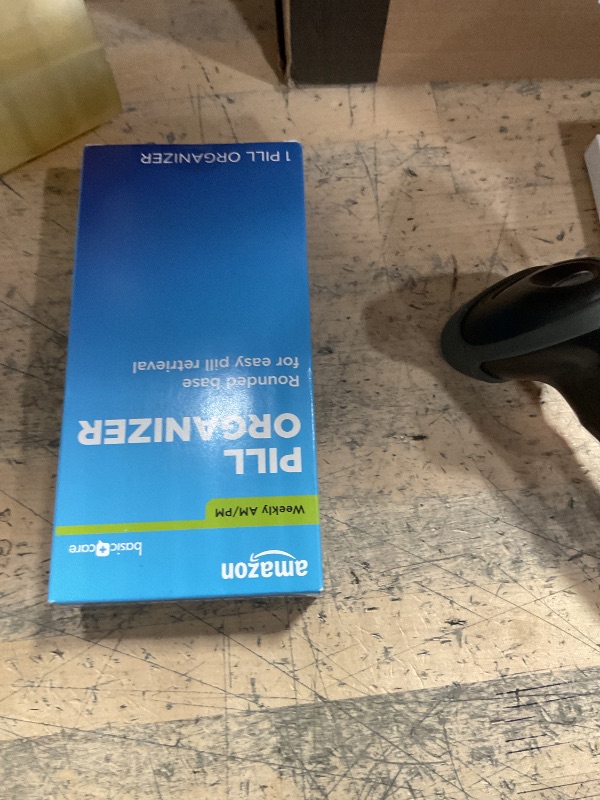 amazon
basic care
Weekly AM/PM
PILL
ORGANIZER
Rounded base
for easy pill retrieval
1 PILL ORGANIZER